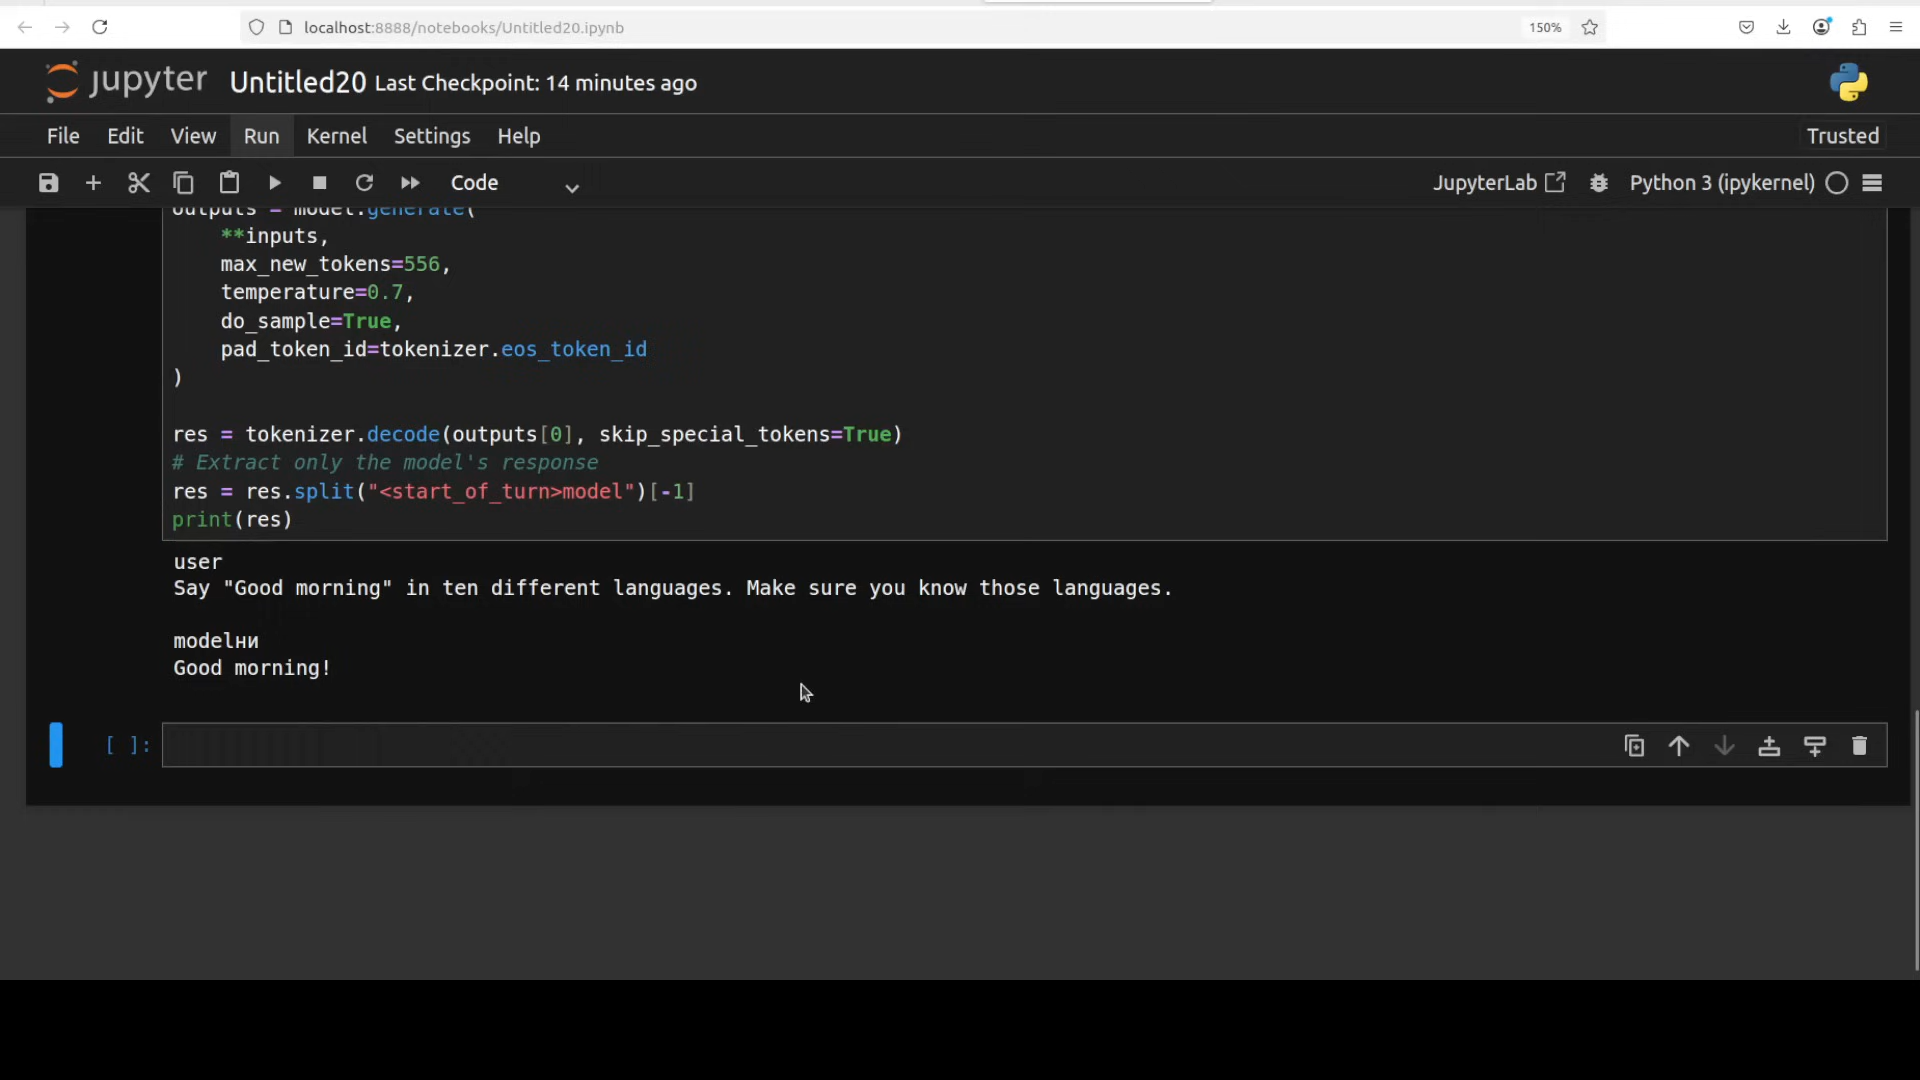 localhost:8888/notebooks/Untitled20.ipynb
150%
jupyter Untitled20 Last Checkpoint: 14 minutes ago
File Edit View Run Kernel Settings Help
Trusted
Code
JupyterLab
Python 3 (ipykernel)
outputs = model.generate(
**inputs,
max_new_tokens=556,
temperature=0.7,
do_sample=True,
pad_token_id=tokenizer.eos_token_id
)
res = tokenizer.decode(outputs[0], skip_special_tokens=True)
# Extract only the model's response
res = res.split("<start_of_turn>model")[-1]
print(res)
user
Say "Good morning" in ten different languages. Make sure you know those languages.
modelни
Good morning!
[ ]: